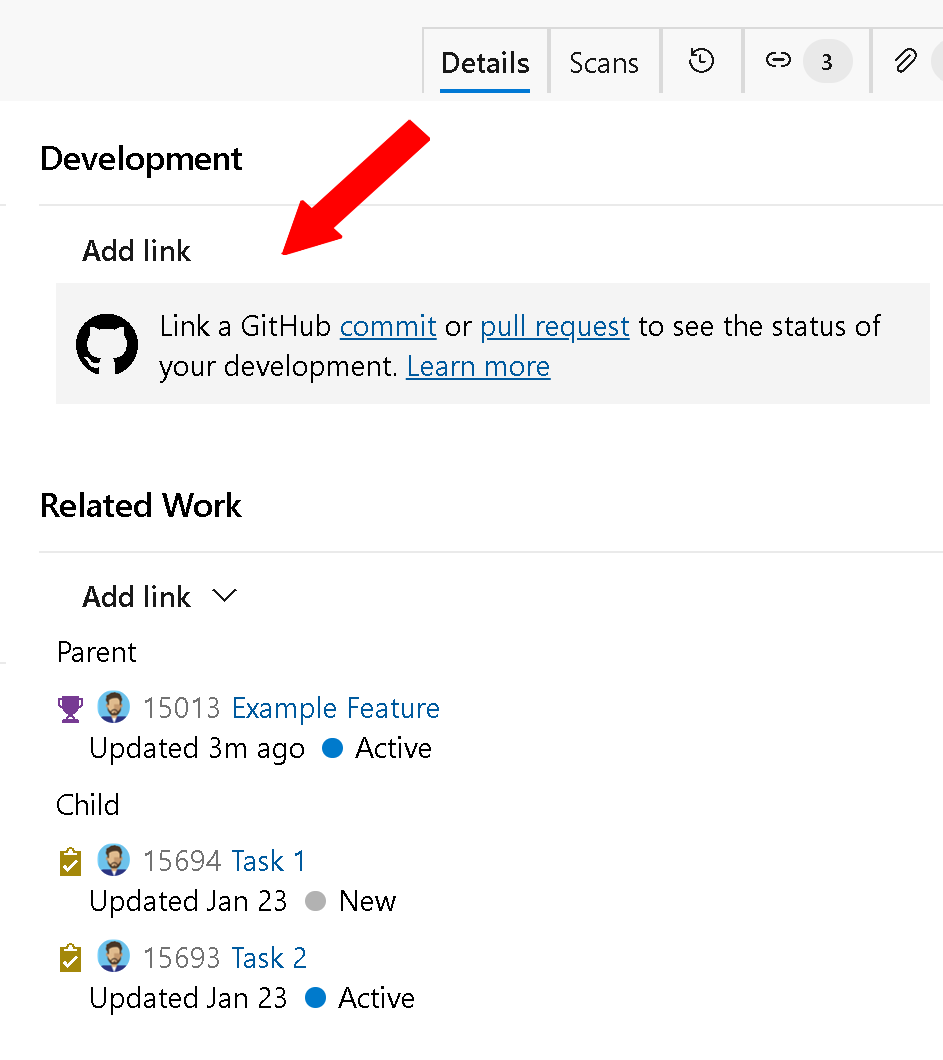 Details Scans 3
Development
Add link
Link a GitHub commit or pull request to see the status of
your development. Learn more
Related Work
Add link
Parent
15013 Example Feature
Updated 3m ago Active
Child
15694 Task 1
Updated Jan 23 New
15693 Task 2
Updated Jan 23 Active